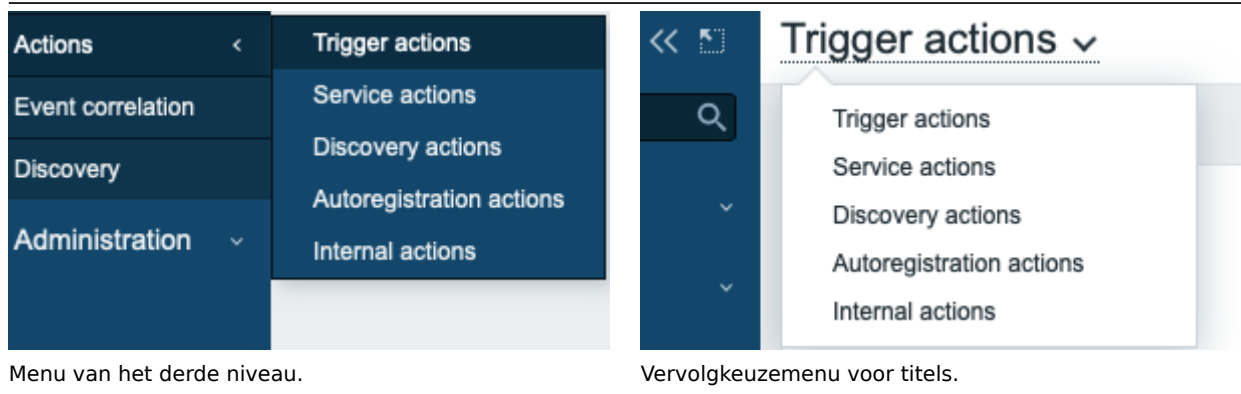 Actions
Event correlation
Discovery
Administration
Trigger actions
Service actions
Discovery actions
Autoregistration actions
Internal actions
Menu van het derde niveau.
Trigger actions
Trigger actions
Service actions
Discovery actions
Autoregistration actions
Internal actions
Vervolgkeuzemenu voor titels.